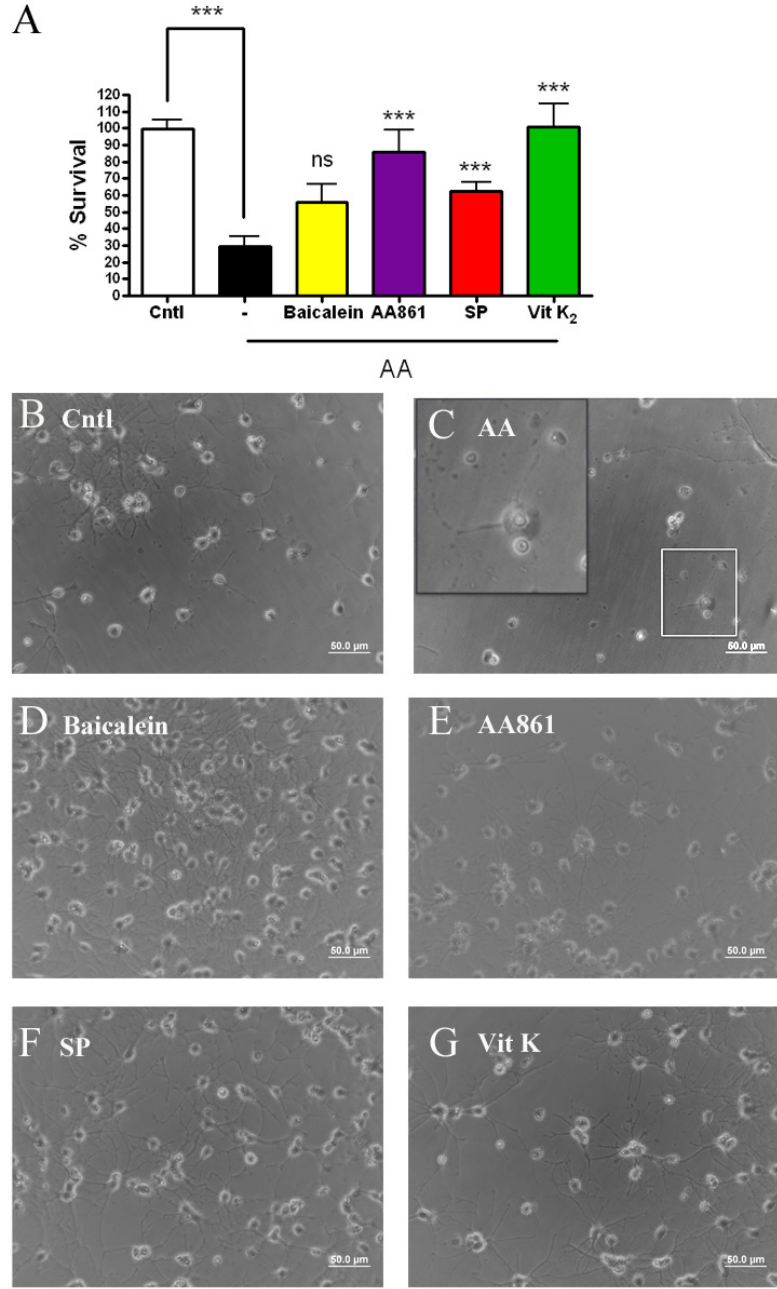 A
***
120
110
100
90
80
70
60
50
40
30
20
10
0
% Survival
ns
***
***
***
Cntl - Baicalein AA861 SP Vit K₂
AA
B Cntl
50.0 µm
C AA
50.0 µm
D Baicalein
50.0 µm
E AA861
50.0 µm
F SP
50.0 µm
G Vit K
50.0 µm